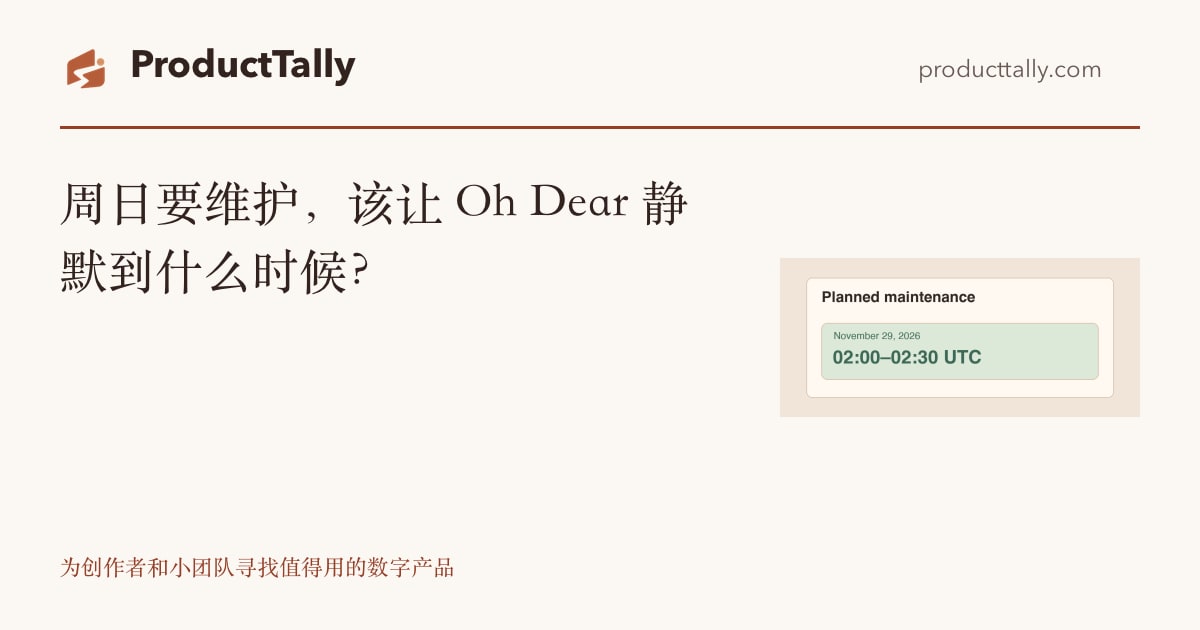 ProductTally
producttally.com
周日要维护，该让 Oh Dear 静
默到什么时候？
Planned maintenance
November 29, 2026
02:00–02:30 UTC
为创作者和小团队寻找值得用的数字产品